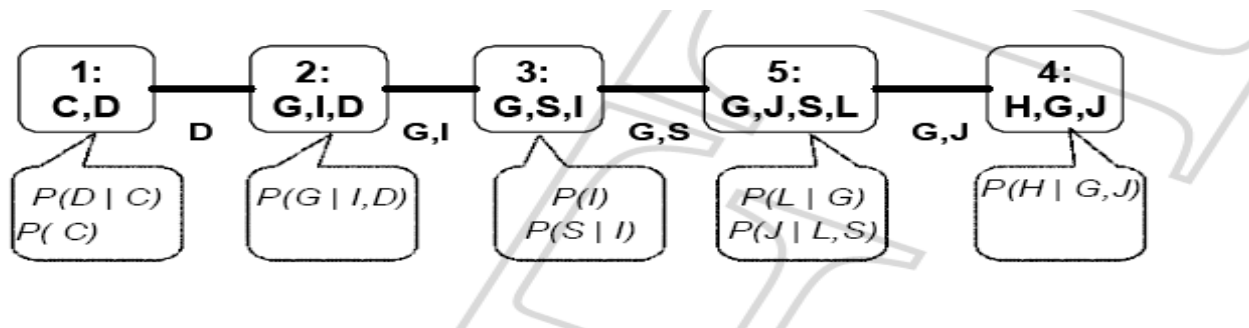 1: 2: 3: 5: 4:
C,D G,I,D G,S,I G,J,S,L H,G,J
D G,I G,S G,J
P(D | C) P(G | I,D) P(I) P(L | G) P(H | G,J)
P( C) P(S | I) P(J | L,S)